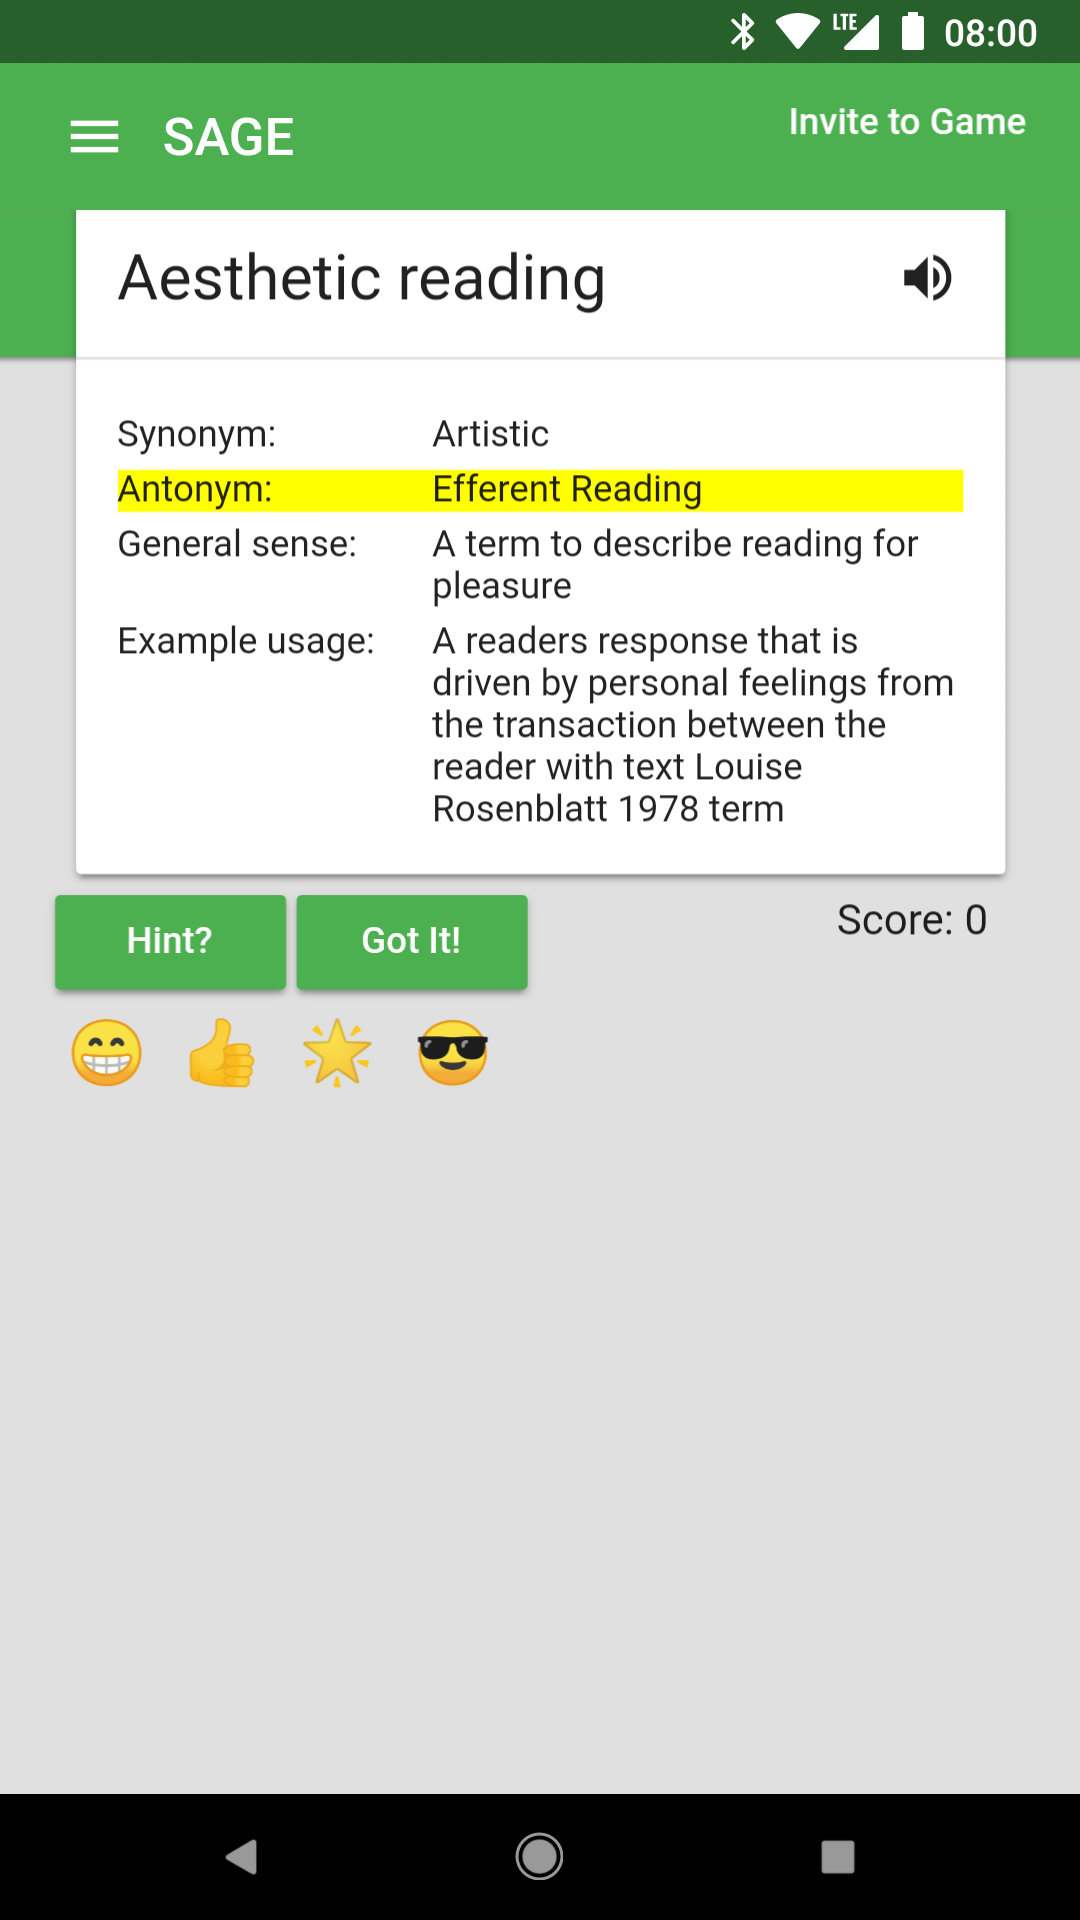 LTE 08:00
SAGE
Invite to Game
Aesthetic reading
Synonym: Artistic
Antonym: Efferent Reading
General sense: A term to describe reading for
pleasure
Example usage: A readers response that is
driven by personal feelings from
the transaction between the
reader with text Louise
Rosenblatt 1978 term
Hint? Got It! Score: 0